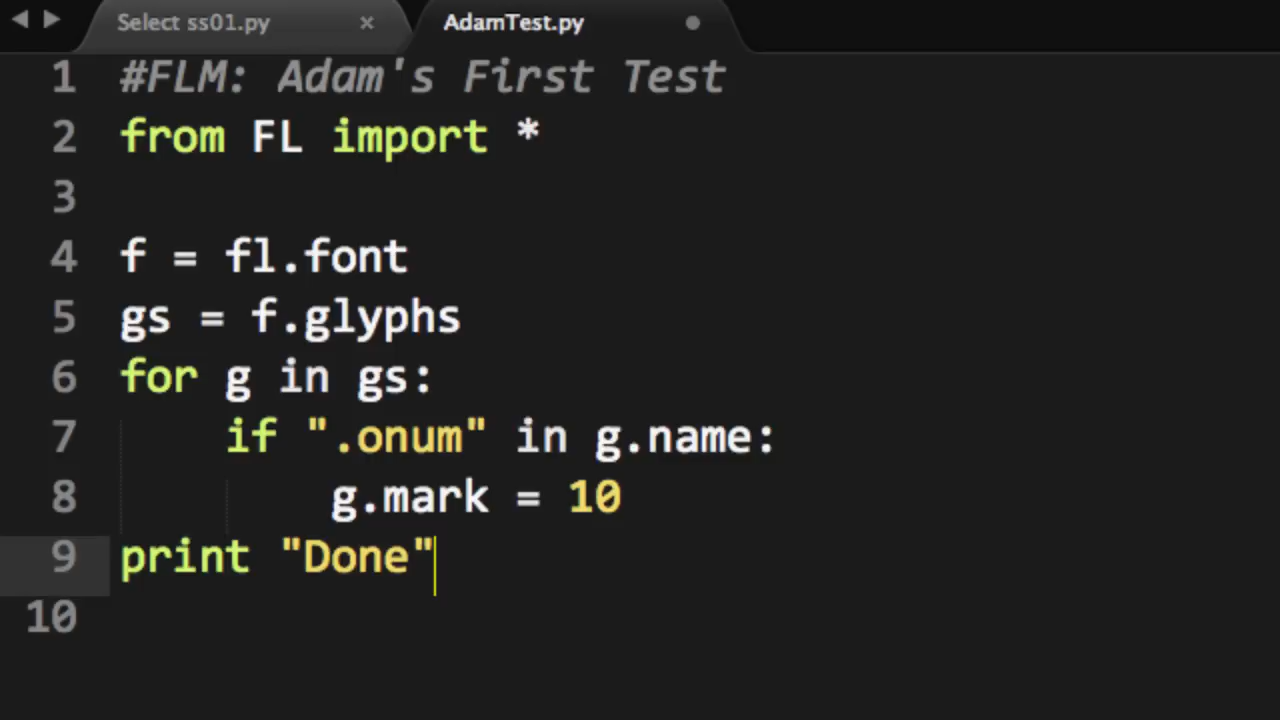 Select ss01.py × AdamTest.py
1 #FLM: Adam's First Test
2 from FL import *
3
4 f = fl.font
5 gs = f.glyphs
6 for g in gs:
7     if ".onum" in g.name:
8         g.mark = 10
9 print "Done"
10